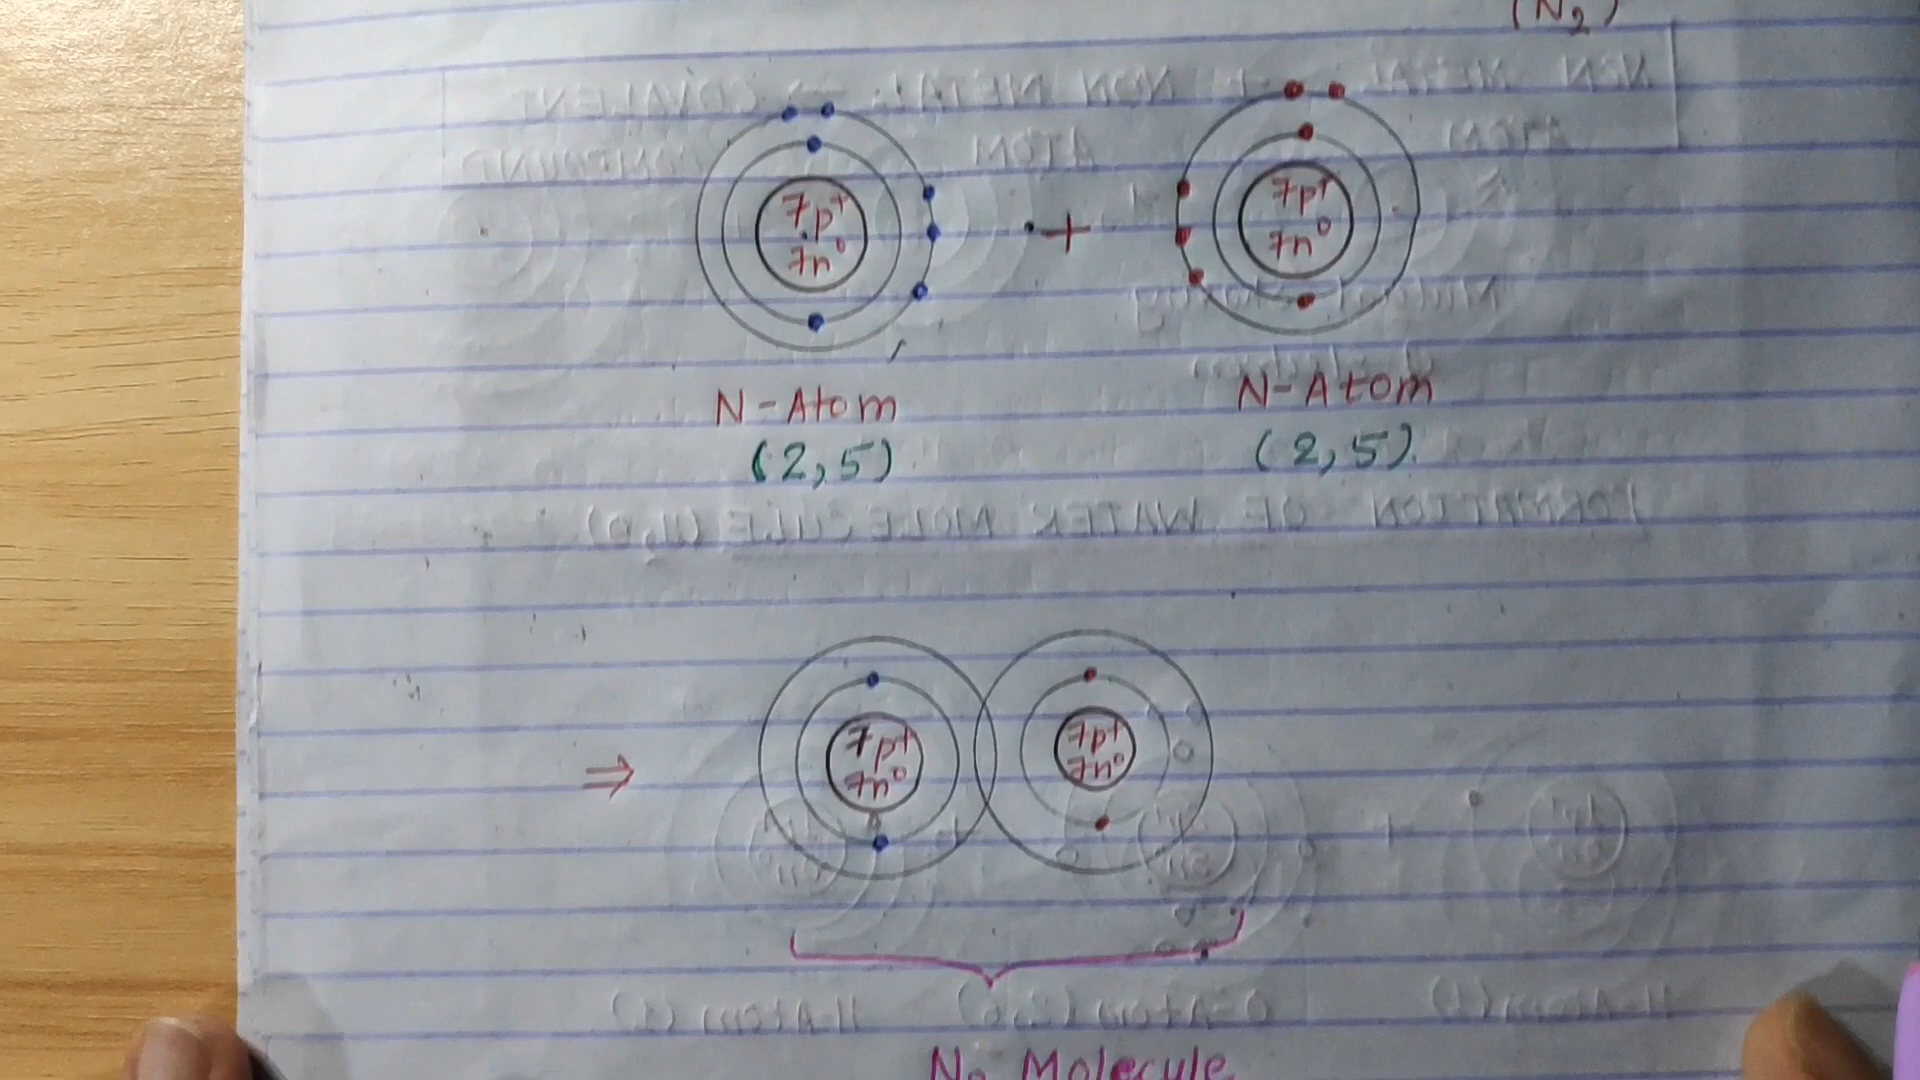 (N₂)
7p⁺ 7p⁺
7n⁰ + 7n⁰
N-Atom N-Atom
(2,5) (2,5).
⇒ 7p⁺ 7p⁺
7n⁰ 7n⁰
N₂ Molecule